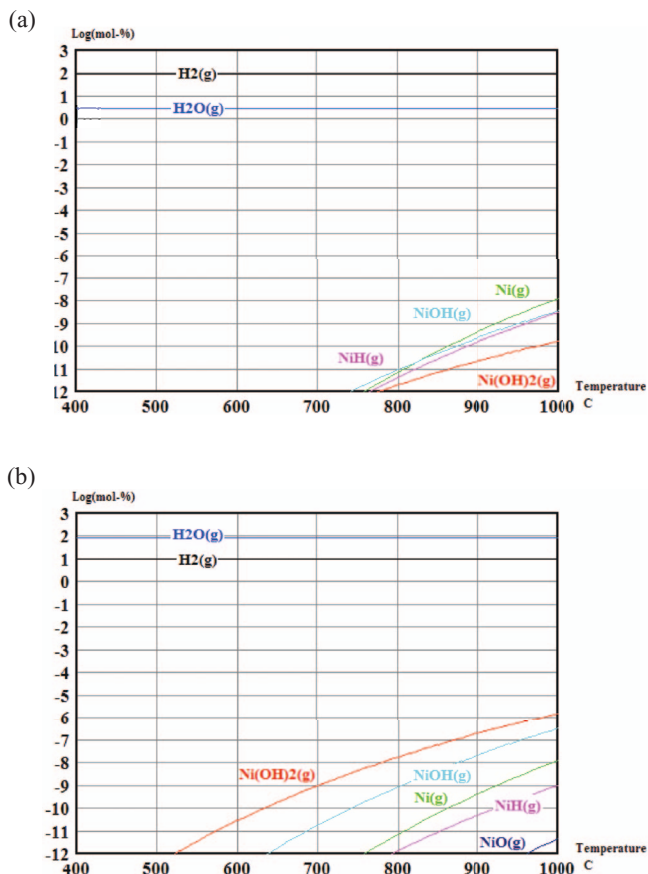 (a)
Log(mol-%)
3
H2(g)
2
1
H2O(g)
0
-1
-2
-3
-4
-5
-6
-7
Ni(g)
-8
NiOH(g)
-9
10
NiH(g)
11
Ni(OH)2(g)
12
Temperature
400 500 600 700 800 900 1000 C
(b)
Log(mol-%)
3
H2O(g)
2
H2(g)
1
0
-1
-2
-3
-4
-5
-6
-7
-8
Ni(OH)2(g) NiOH(g)
-9
Ni(g)
NiH(g)
-10
-11
NiO(g)
-12
Temperature
400 500 600 700 800 900 1000 C